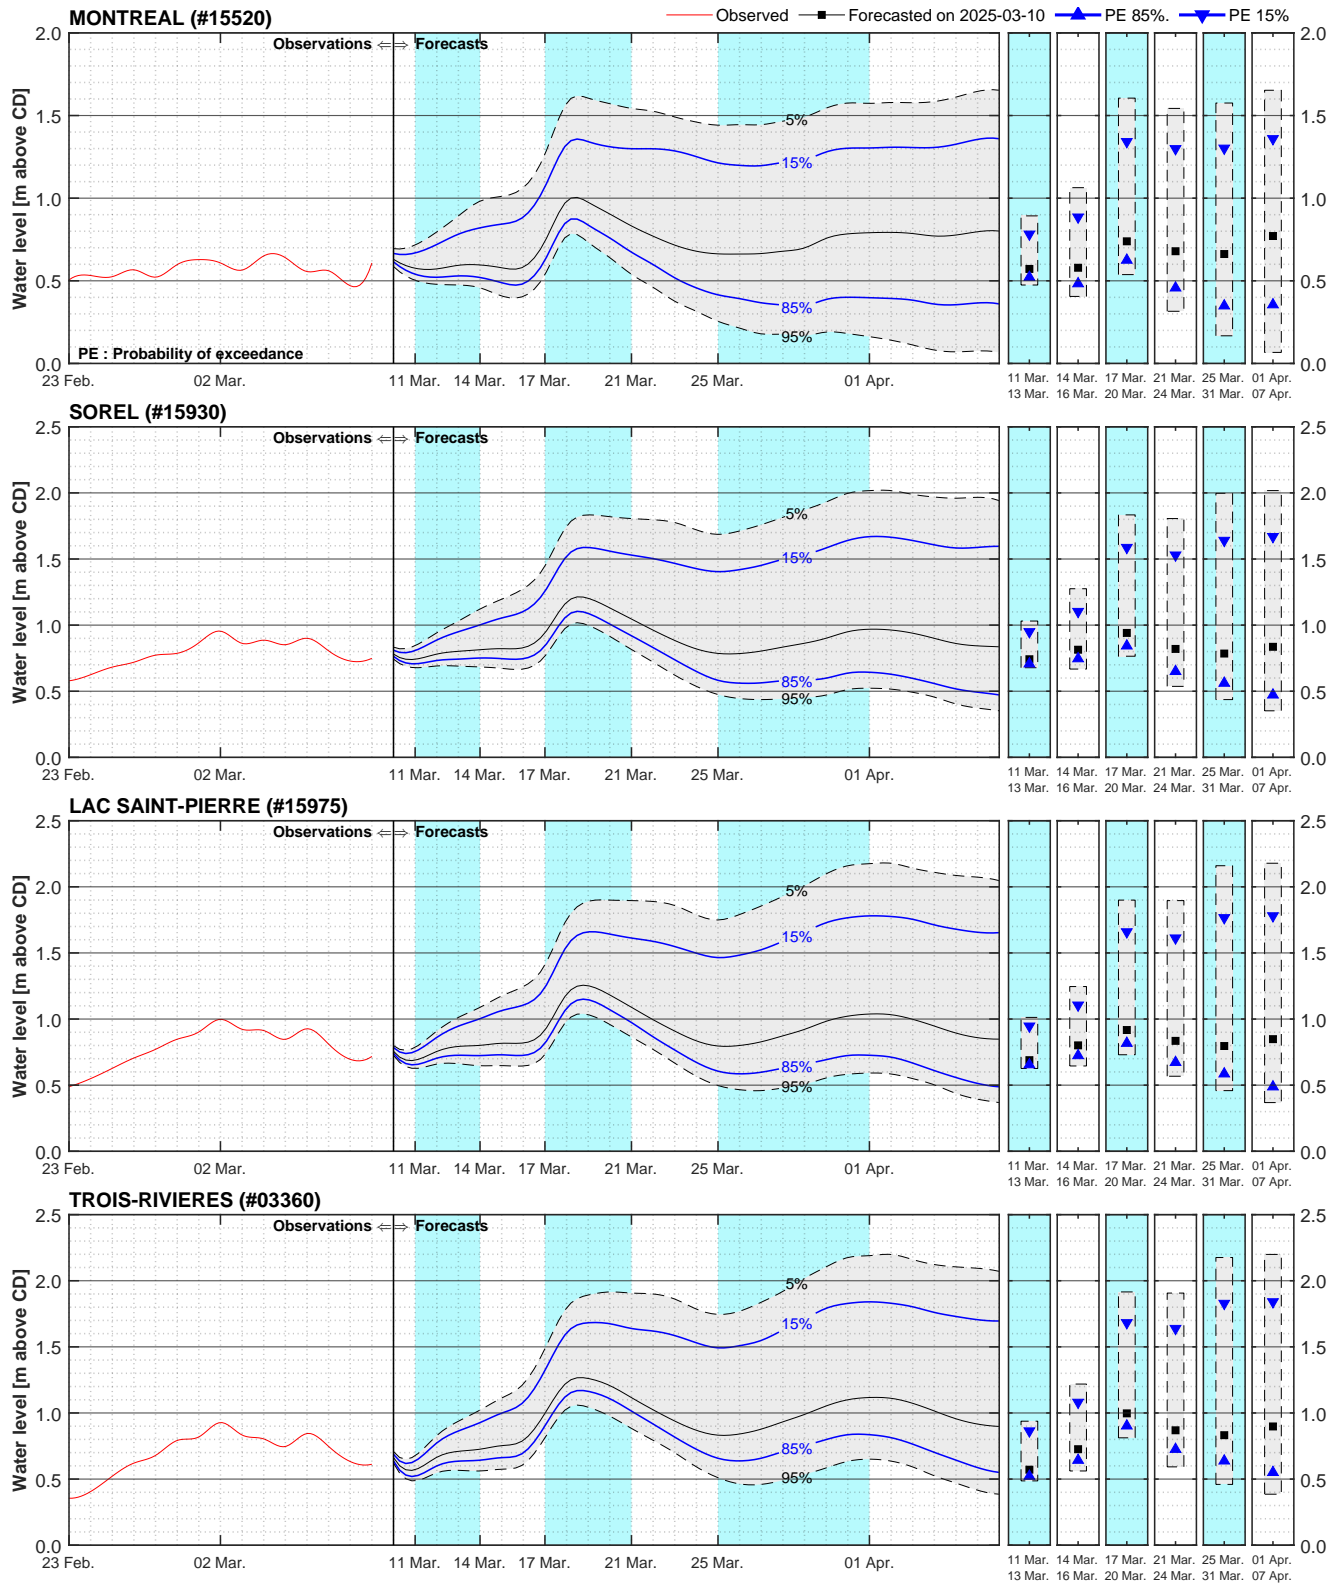 MONTREAL (#15520)
Observed Forecasted on 2025-03-10 PE 85%. PE 15%
Observations ⇐⇒ Forecasts
Water level [m above CD]
2.0
1.5
1.0
0.5
0.0
5%
15%
85%
95%
PE : Probability of exceedance
23 Feb. 02 Mar. 11 Mar. 14 Mar. 17 Mar. 21 Mar. 25 Mar. 01 Apr.
11 Mar. 14 Mar. 17 Mar. 21 Mar. 25 Mar. 01 Apr.
13 Mar. 16 Mar. 20 Mar. 24 Mar. 31 Mar. 07 Apr.
2.0
1.5
1.0
0.5
0.0
SOREL (#15930)
Observations ⇐⇒ Forecasts
Water level [m above CD]
2.5
2.0
1.5
1.0
0.5
0.0
5%
15%
85%
95%
23 Feb. 02 Mar. 11 Mar. 14 Mar. 17 Mar. 21 Mar. 25 Mar. 01 Apr.
11 Mar. 14 Mar. 17 Mar. 21 Mar. 25 Mar. 01 Apr.
13 Mar. 16 Mar. 20 Mar. 24 Mar. 31 Mar. 07 Apr.
2.5
2.0
1.5
1.0
0.5
0.0
LAC SAINT-PIERRE (#15975)
Observations ⇐⇒ Forecasts
Water level [m above CD]
2.5
2.0
1.5
1.0
0.5
0.0
5%
15%
85%
95%
23 Feb. 02 Mar. 11 Mar. 14 Mar. 17 Mar. 21 Mar. 25 Mar. 01 Apr.
11 Mar. 14 Mar. 17 Mar. 21 Mar. 25 Mar. 01 Apr.
13 Mar. 16 Mar. 20 Mar. 24 Mar. 31 Mar. 07 Apr.
2.5
2.0
1.5
1.0
0.5
0.0
TROIS-RIVIERES (#03360)
Observations ⇐⇒ Forecasts
Water level [m above CD]
2.5
2.0
1.5
1.0
0.5
0.0
5%
15%
85%
95%
23 Feb. 02 Mar. 11 Mar. 14 Mar. 17 Mar. 21 Mar. 25 Mar. 01 Apr.
11 Mar. 14 Mar. 17 Mar. 21 Mar. 25 Mar. 01 Apr.
13 Mar. 16 Mar. 20 Mar. 24 Mar. 31 Mar. 07 Apr.
2.5
2.0
1.5
1.0
0.5
0.0